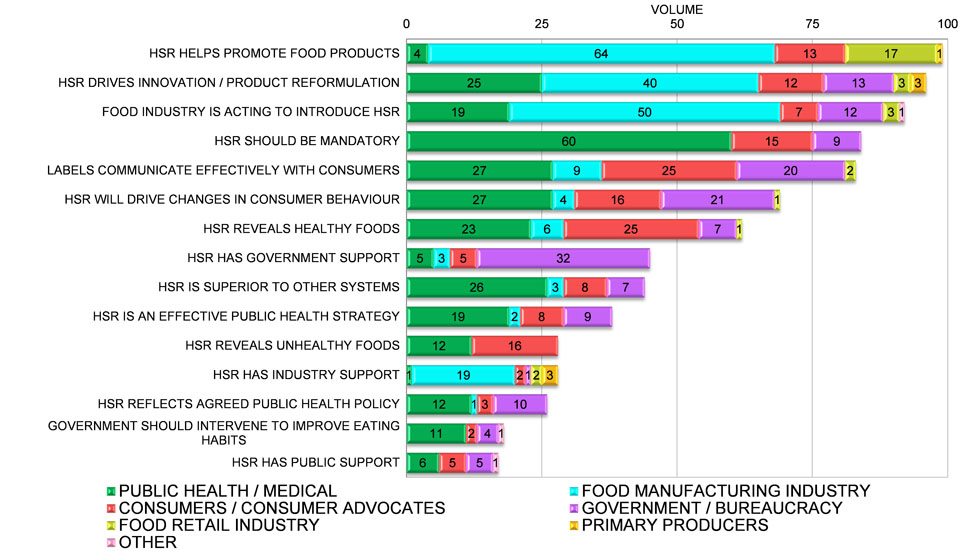 VOLUME
0 25 50 75 100
HSR HELPS PROMOTE FOOD PRODUCTS 4 64 13 17 1
HSR DRIVES INNOVATION / PRODUCT REFORMULATION 25 40 12 13 3 3
FOOD INDUSTRY IS ACTING TO INTRODUCE HSR 19 50 7 12 3 1
HSR SHOULD BE MANDATORY 60 15 9
LABELS COMMUNICATE EFFECTIVELY WITH CONSUMERS 27 9 25 20 2
HSR WILL DRIVE CHANGES IN CONSUMER BEHAVIOUR 27 4 16 21 1
HSR REVEALS HEALTHY FOODS 23 6 25 7 1
HSR HAS GOVERNMENT SUPPORT 5 3 5 32
HSR IS SUPERIOR TO OTHER SYSTEMS 26 3 8 7
HSR IS AN EFFECTIVE PUBLIC HEALTH STRATEGY 19 2 8 9
HSR REVEALS UNHEALTHY FOODS 12 16
HSR HAS INDUSTRY SUPPORT 1 19 2 1 2 3
HSR REFLECTS AGREED PUBLIC HEALTH POLICY 12 1 3 10
GOVERNMENT SHOULD INTERVENE TO IMPROVE EATING
HABITS 11 2 4 1
HSR HAS PUBLIC SUPPORT 6 5 5 1
PUBLIC HEALTH / MEDICAL FOOD MANUFACTURING INDUSTRY
CONSUMERS / CONSUMER ADVOCATES GOVERNMENT / BUREAUCRACY
FOOD RETAIL INDUSTRY PRIMARY PRODUCERS
OTHER